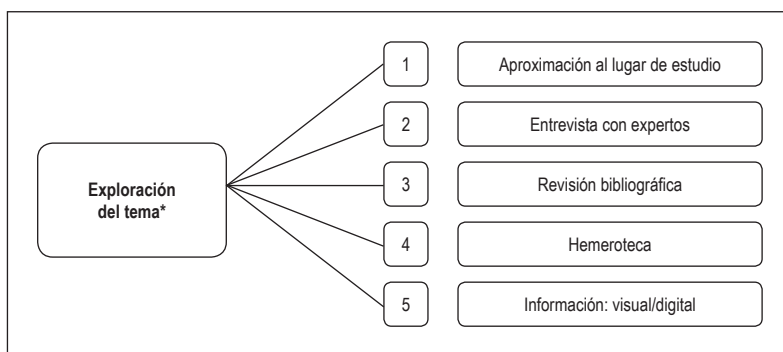 Exploración
del tema*
1
Aproximación al lugar de estudio
2
Entrevista con expertos
3
Revisión bibliográfica
4
Hemeroteca
5
Información: visual/digital